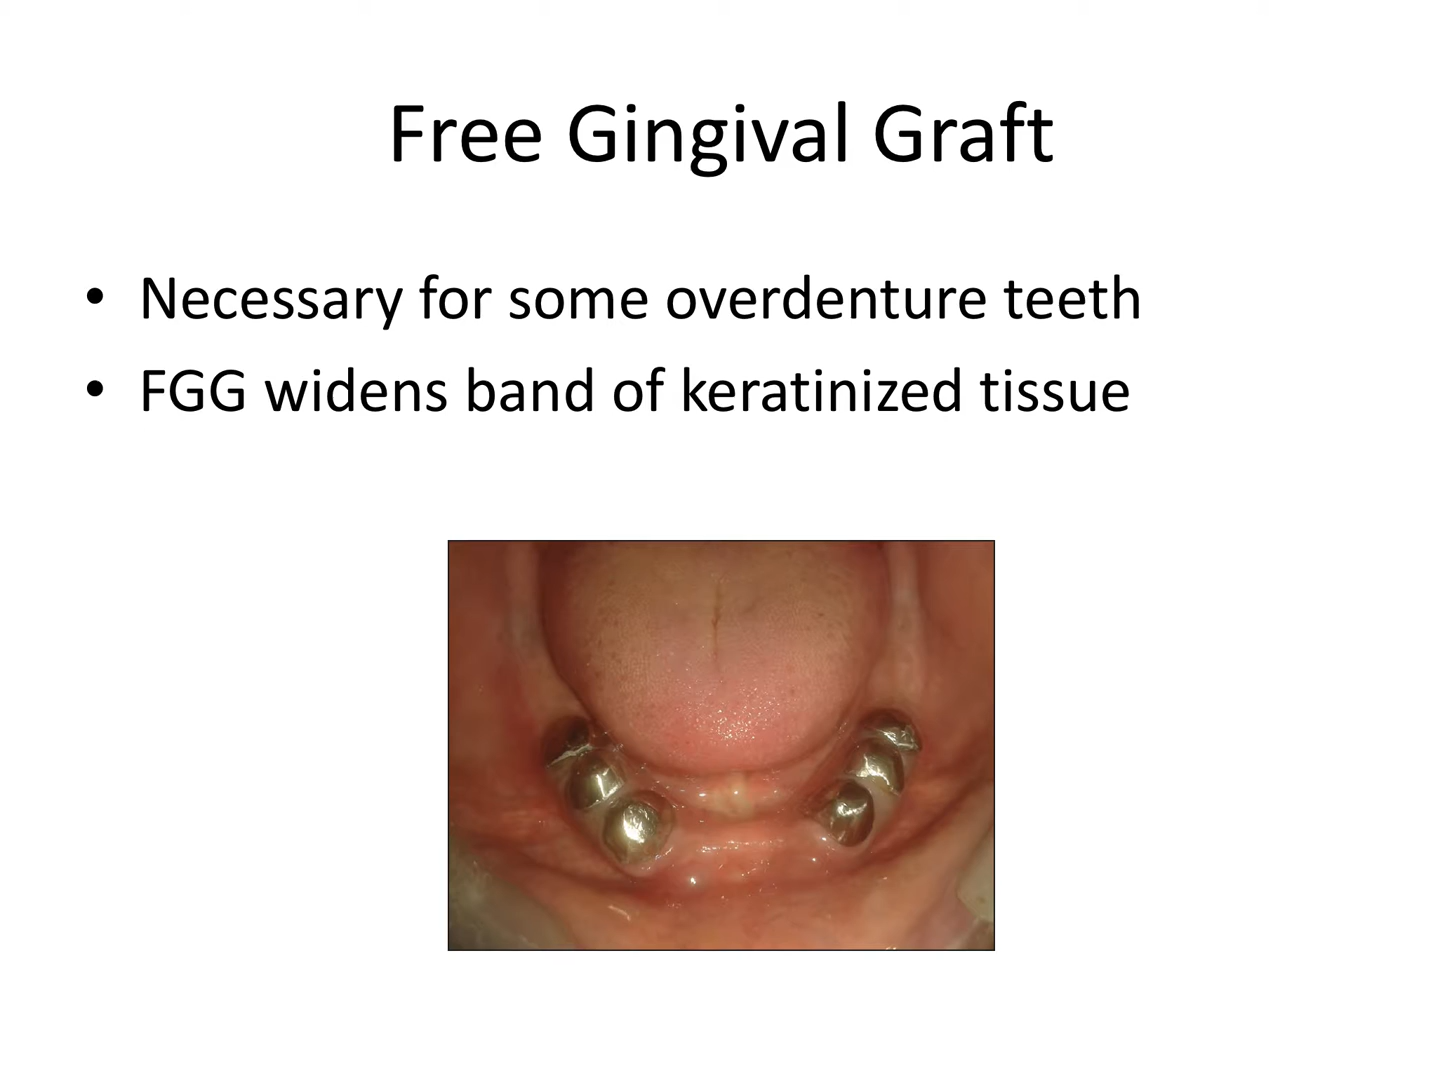 Free Gingival Graft
• Necessary for some overdenture teeth
• FGG widens band of keratinized tissue